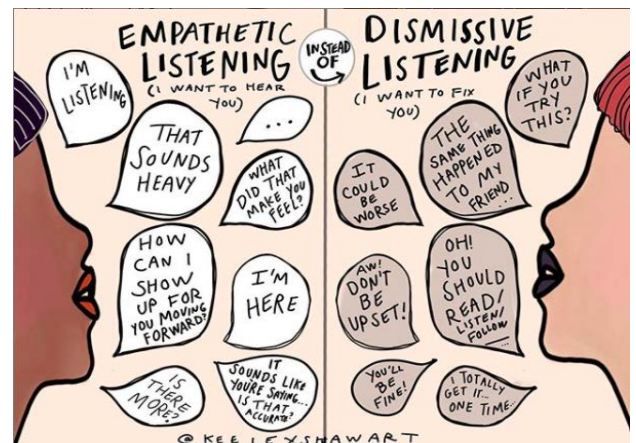 EMPATHETIC
LISTENING
(I WANT TO HEAR
YOU)
I'M
LISTENING
...
THAT
SOUNDS
HEAVY
WHAT
DID THAT
MAKE YOU
FEEL?
HOW
CAN I
SHOW
UP FOR
YOU MOVING
FORWARD?
I'M
HERE
IS
THERE
MORE?
IT
SOUNDS LIKE
YOU'RE SAYING...
IS THAT
ACCURATE?
INSTEAD
OF
DISMISSIVE
LISTENING
(I WANT TO FIX
YOU)
WHAT
IF YOU
TRY
THIS?
THE
SAME THING
HAPPENED
TO MY
FRIEND...
IT
COULD
BE
WORSE
AW!
DON'T
BE
UPSET!
OH!
YOU
SHOULD
READ/
LISTEN/
FOLLOW...
YOU'LL
BE
FINE!
I TOTALLY
GET IT...
ONE TIME...
@KEELEYSHAWART